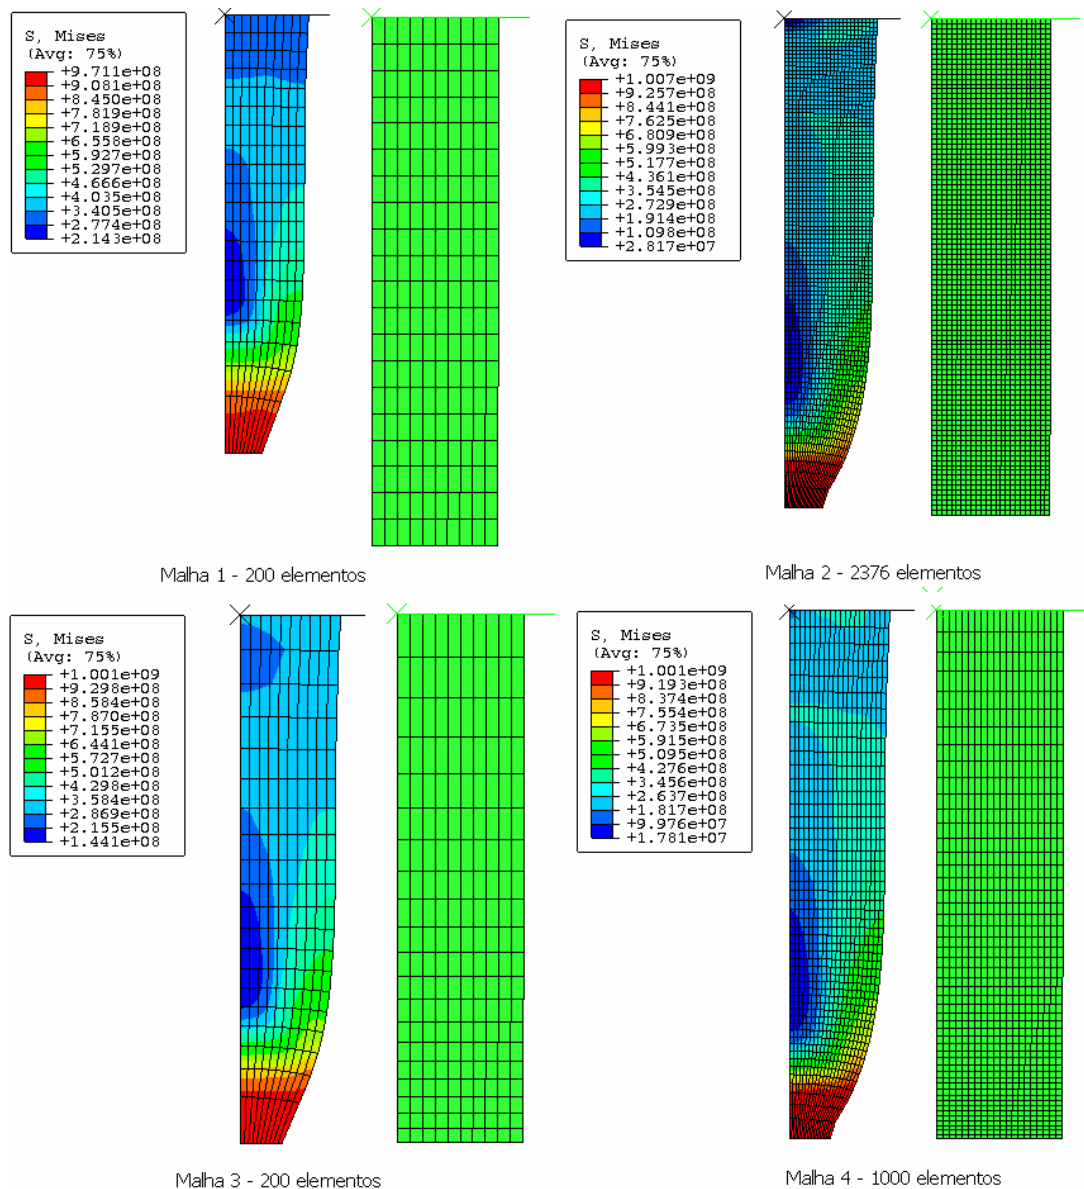 S, Mises
(Avg: 75%)
+9.711e+08
+9.081e+08
+8.450e+08
+7.819e+08
+7.189e+08
+6.558e+08
+5.927e+08
+5.297e+08
+4.666e+08
+4.035e+08
+3.405e+08
+2.774e+08
+2.143e+08
Malha 1 - 200 elementos
S, Mises
(Avg: 75%)
+1.007e+09
+9.257e+08
+8.441e+08
+7.625e+08
+6.809e+08
+5.993e+08
+5.177e+08
+4.361e+08
+3.545e+08
+2.729e+08
+1.914e+08
+1.098e+08
+2.817e+07
Malha 2 - 2376 elementos
S, Mises
(Avg: 75%)
+1.001e+09
+9.298e+08
+8.584e+08
+7.870e+08
+7.155e+08
+6.441e+08
+5.727e+08
+5.012e+08
+4.298e+08
+3.584e+08
+2.869e+08
+2.155e+08
+1.441e+08
Malha 3 - 200 elementos
S, Mises
(Avg: 75%)
+1.001e+09
+9.193e+08
+8.374e+08
+7.554e+08
+6.735e+08
+5.915e+08
+5.095e+08
+4.276e+08
+3.456e+08
+2.637e+08
+1.817e+08
+9.976e+07
+1.781e+07
Malha 4 - 1000 elementos